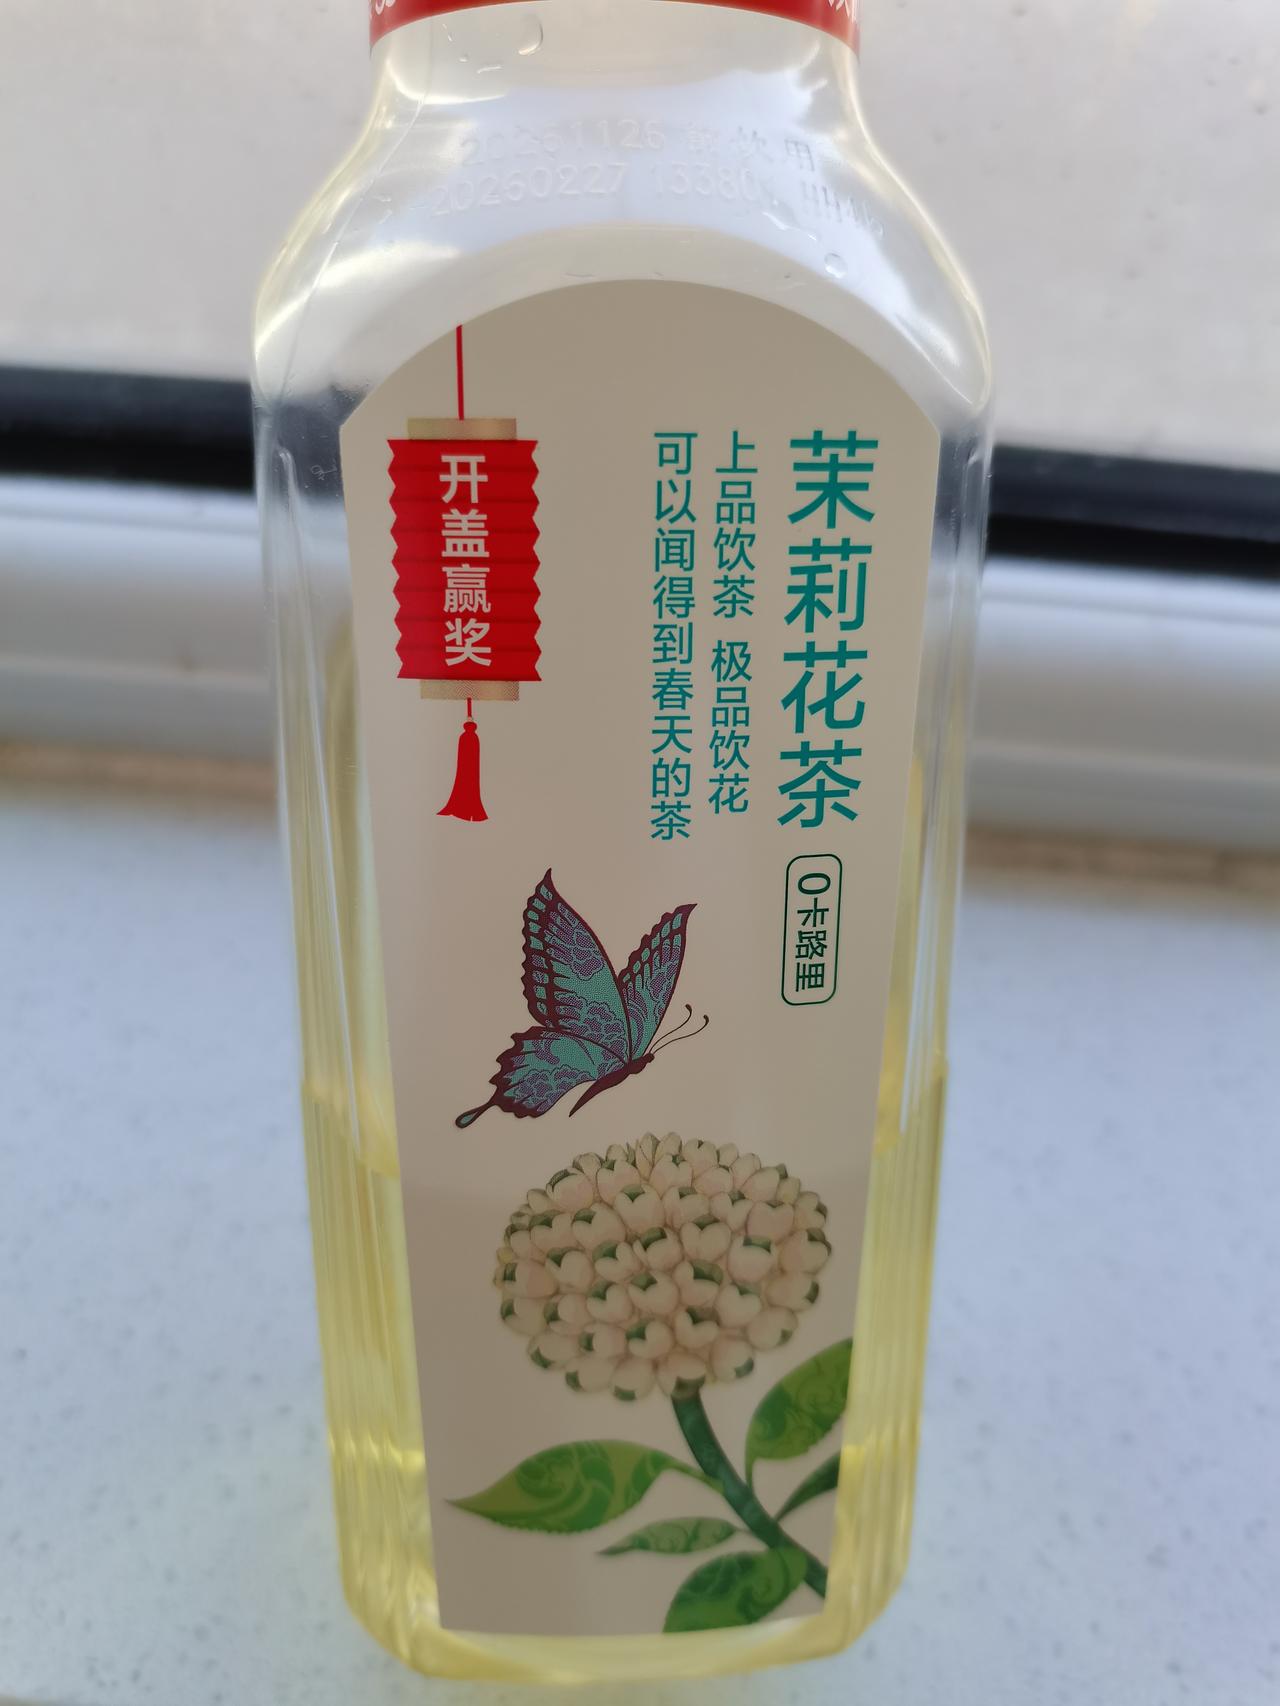 20261126 前饮用
20260227 13380
开盖赢奖
茉莉花茶
0卡路里
上品饮茶 极品饮花
可以闻得到春天的茶